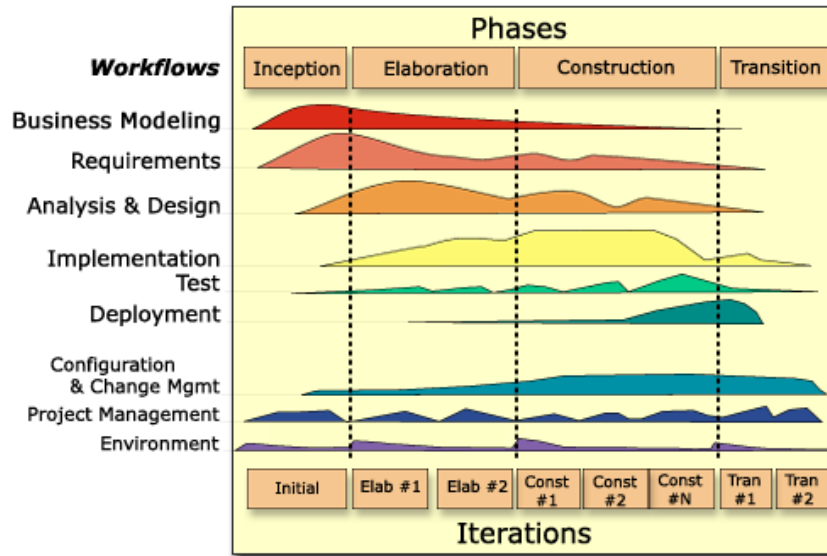 Phases
Workflows
Inception
Elaboration
Construction
Transition
Business Modeling
Requirements
Analysis & Design
Implementation
Test
Deployment
Configuration
& Change Mgmt
Project Management
Environment
Initial
Elab #1
Elab #2
Const
#1
Const
#2
Const
#N
Tran
#1
Tran
#2
Iterations